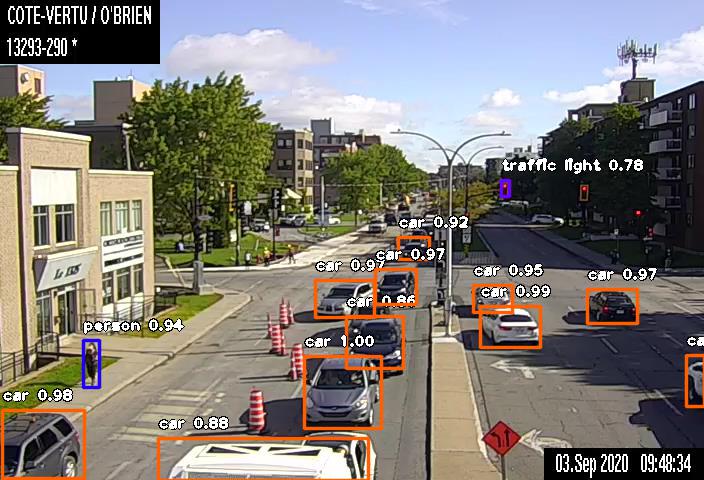 COTE-VERTU / O'BRIEN
13293-290 *
traffic light 0.78
car 0.92
car 0.97
car 0.97
car 0.86
car 0.95
car 0.99
car 0.97
person 0.94
car 1.00
ca
car 0.98
car 0.88
03.Sep 2020 09:48:34